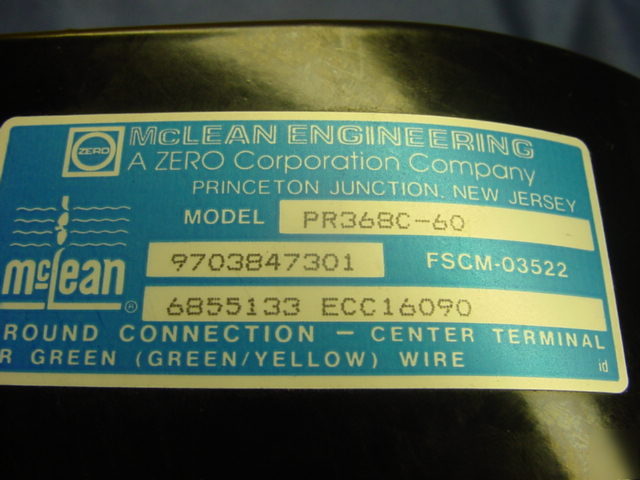 ZERO
McLEAN ENGINEERING
A ZERO Corporation Company
PRINCETON JUNCTION, NEW JERSEY
MODEL PR368C-60
9703847301 FSCM-03522
mclean ®
6855133 ECC16090
ROUND CONNECTION — CENTER TERMINAL
R GREEN (GREEN/YELLOW) WIRE
id